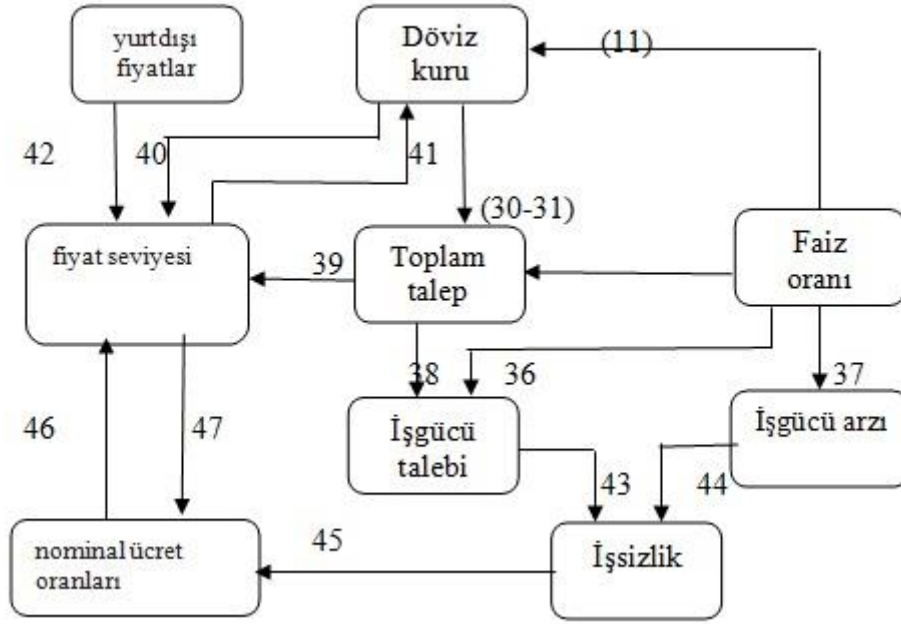 yurtdışı
fiyatlar
Döviz
kuru
(11)
42
40
41
(30-31)
fiyat seviyesi
39
Toplam
talep
Faiz
oranı
38
36
37
46
47
İşgücü
talebi
İşgücü arzı
43
44
nominal ücret
oranları
45
İşsizlik